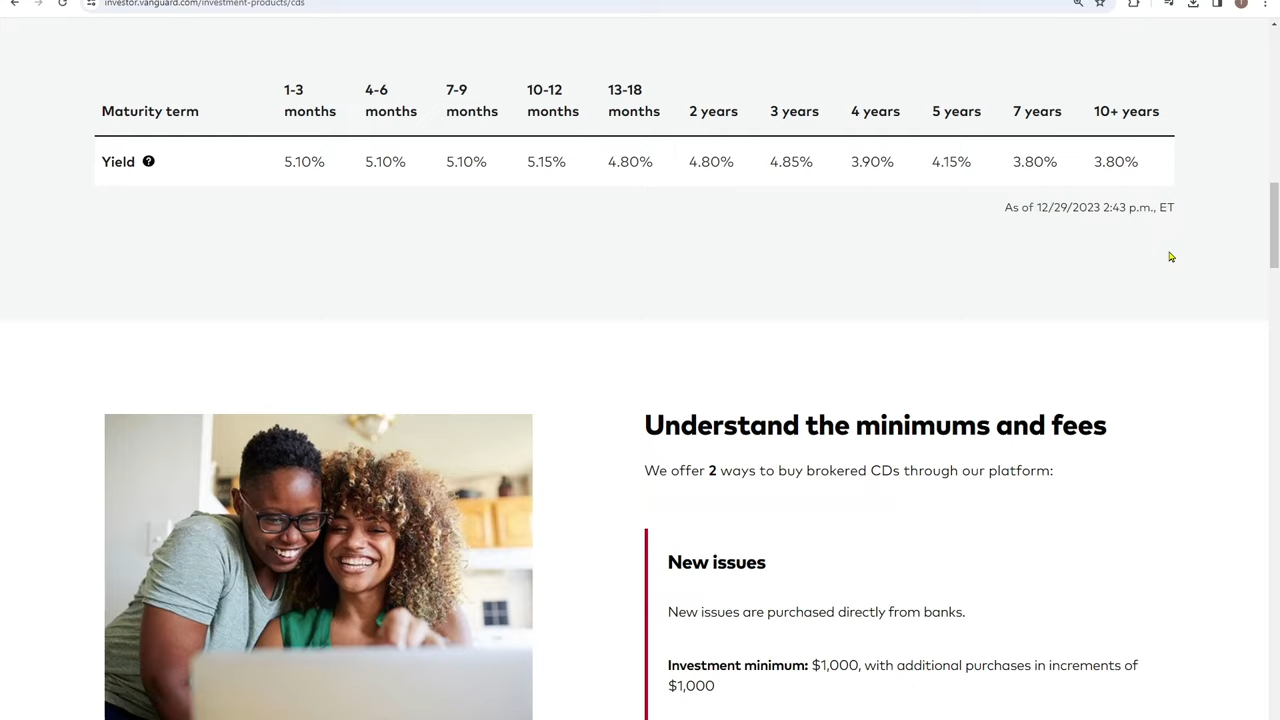 investor.vanguard.com/investment-products/cds
Maturity term 1-3 months 4-6 months 7-9 months 10-12 months 13-18 months 2 years 3 years 4 years 5 years 7 years 10+ years
Yield ? 5.10% 5.10% 5.10% 5.15% 4.80% 4.80% 4.85% 3.90% 4.15% 3.80% 3.80%
As of 12/29/2023 2:43 p.m., ET
Understand the minimums and fees
We offer 2 ways to buy brokered CDs through our platform:
New issues
New issues are purchased directly from banks.
Investment minimum: $1,000, with additional purchases in increments of
$1,000